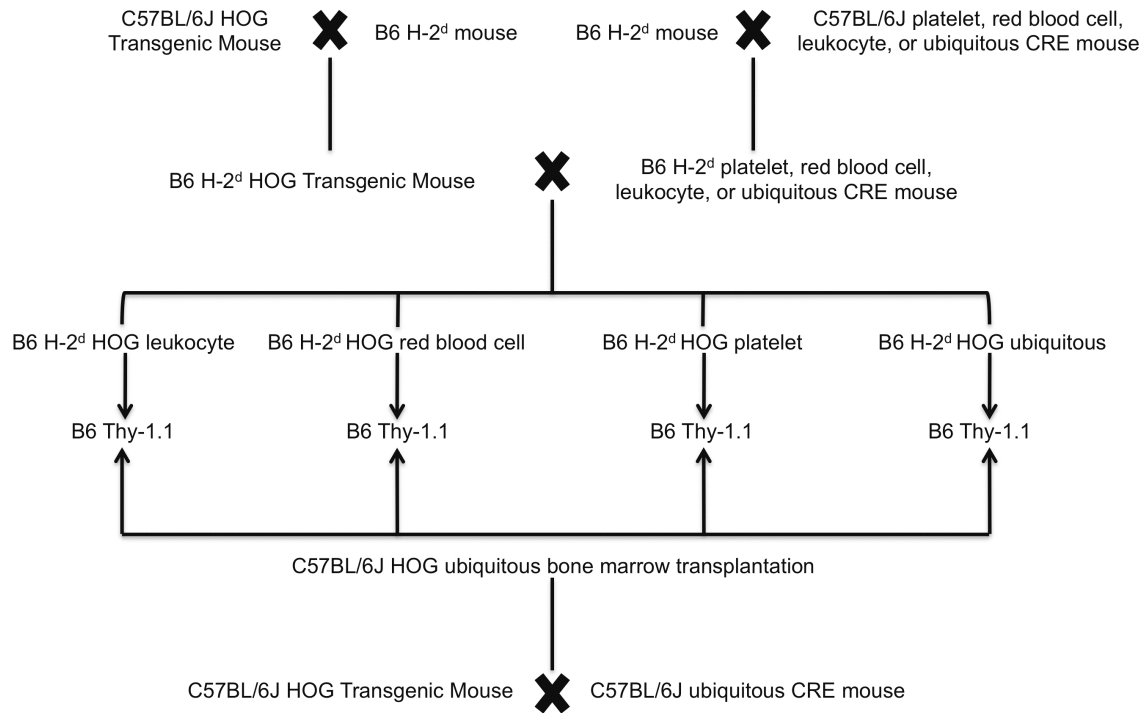 C57BL/6J HOG
Transgenic Mouse
B6 H-2ᵈ mouse
B6 H-2ᵈ mouse
C57BL/6J platelet, red blood cell,
leukocyte, or ubiquitous CRE mouse
B6 H-2ᵈ HOG Transgenic Mouse
B6 H-2ᵈ platelet, red blood cell,
leukocyte, or ubiquitous CRE mouse
B6 H-2ᵈ HOG leukocyte
B6 H-2ᵈ HOG red blood cell
B6 H-2ᵈ HOG platelet
B6 H-2ᵈ HOG ubiquitous
B6 Thy-1.1
B6 Thy-1.1
B6 Thy-1.1
B6 Thy-1.1
C57BL/6J HOG ubiquitous bone marrow transplantation
C57BL/6J HOG Transgenic Mouse
C57BL/6J ubiquitous CRE mouse